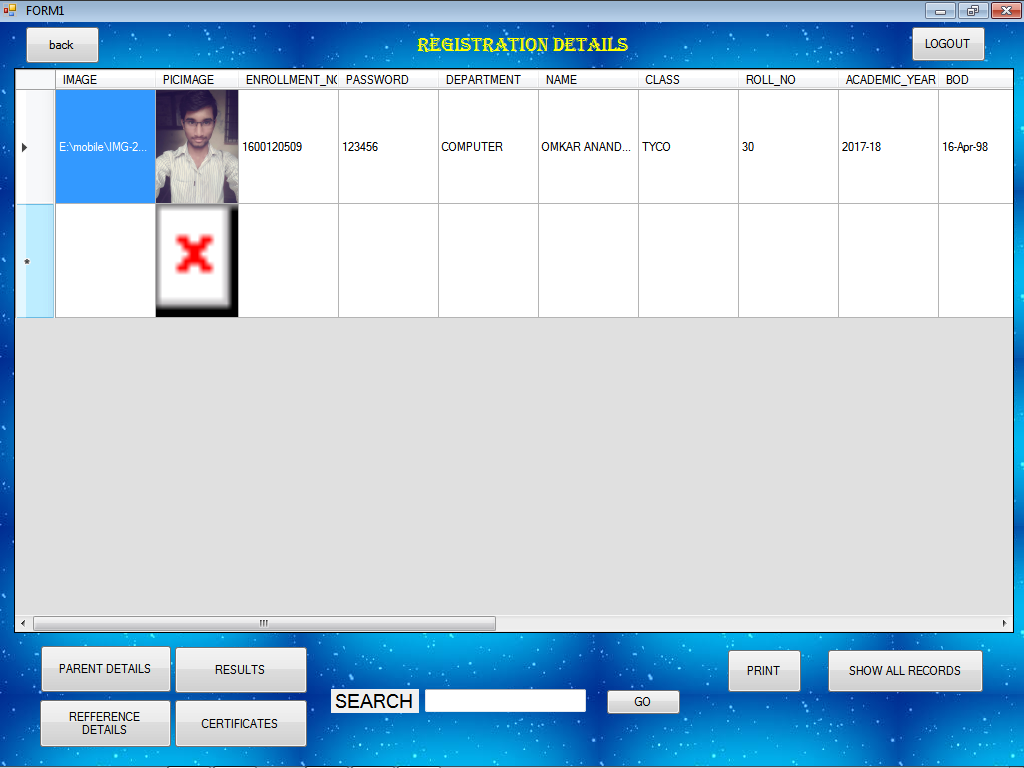 FORM1
back
REGISTRATION DETAILS
LOGOUT
IMAGE PICIMAGE ENROLLMENT_NO PASSWORD DEPARTMENT NAME CLASS ROLL_NO ACADEMIC_YEAR BOD
E:\mobile\IMG-2... 1600120509 123456 COMPUTER OMKAR ANAND... TYCO 30 2017-18 16-Apr-98
PARENT DETAILS
RESULTS
PRINT
SHOW ALL RECORDS
SEARCH
GO
REFFERENCE
DETAILS
CERTIFICATES